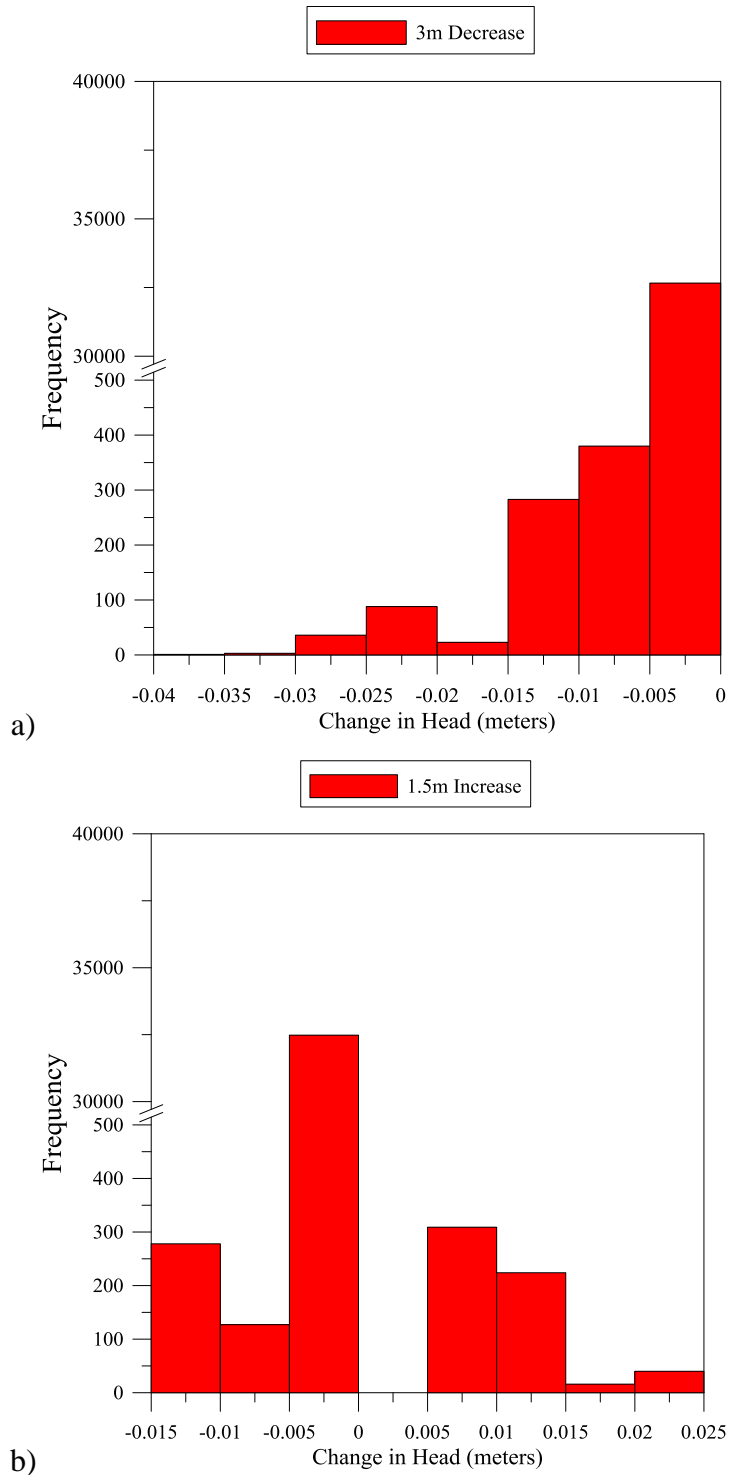 3m Decrease
40000
35000
30000
500
400
300
200
100
0
Frequency
-0.04 -0.035 -0.03 -0.025 -0.02 -0.015 -0.01 -0.005 0
Change in Head (meters)
a)
1.5m Increase
40000
35000
30000
500
400
300
200
100
0
Frequency
-0.015 -0.01 -0.005 0 0.005 0.01 0.015 0.02 0.025
Change in Head (meters)
b)